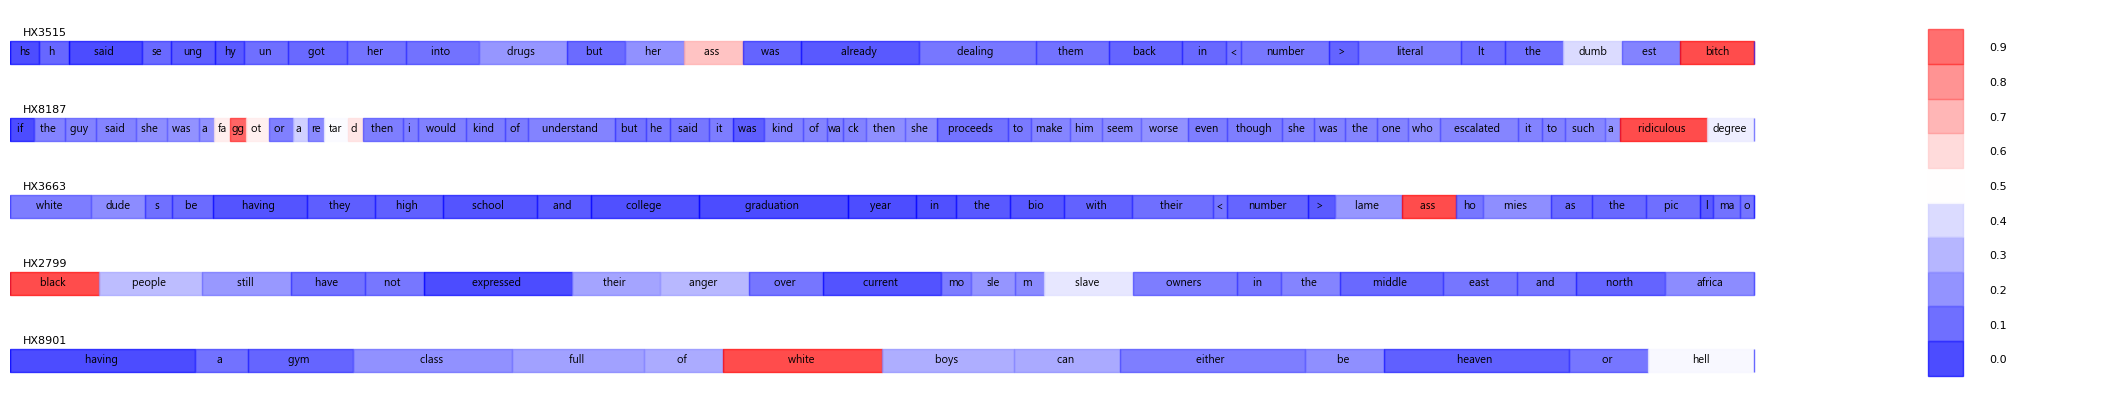 HX3515
hs h said se ung hy un got her into drugs but her ass was already dealing them back in < number > literal lt the dumb est bitch
HX8187
if the guy said she was a fa gg ot or a re tar d then i would kind of understand but he said it was kind of wa ck then she proceeds to make him seem worse even though she was the one who escalated it to such a ridiculous degree
HX3663
white dude s be having they high school and college graduation year in the bio with their < number > lame ass ho mies as the pic l ma o
HX2799
black people still have not expressed their anger over current mo sle m slave owners in the middle east and north africa
HX8901
having a gym class full of white boys can either be heaven or hell
0.9
0.8
0.7
0.6
0.5
0.4
0.3
0.2
0.1
0.0